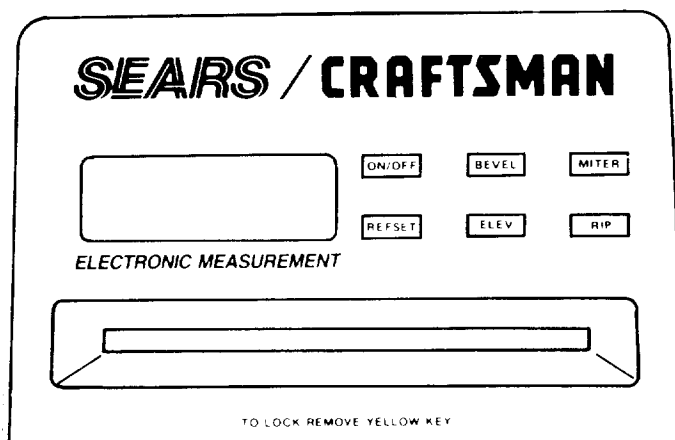 SEARS / CRAFTSMAN
ON/OFF BEVEL MITER
REFSET ELEV RIP
ELECTRONIC MEASUREMENT
TO LOCK REMOVE YELLOW KEY